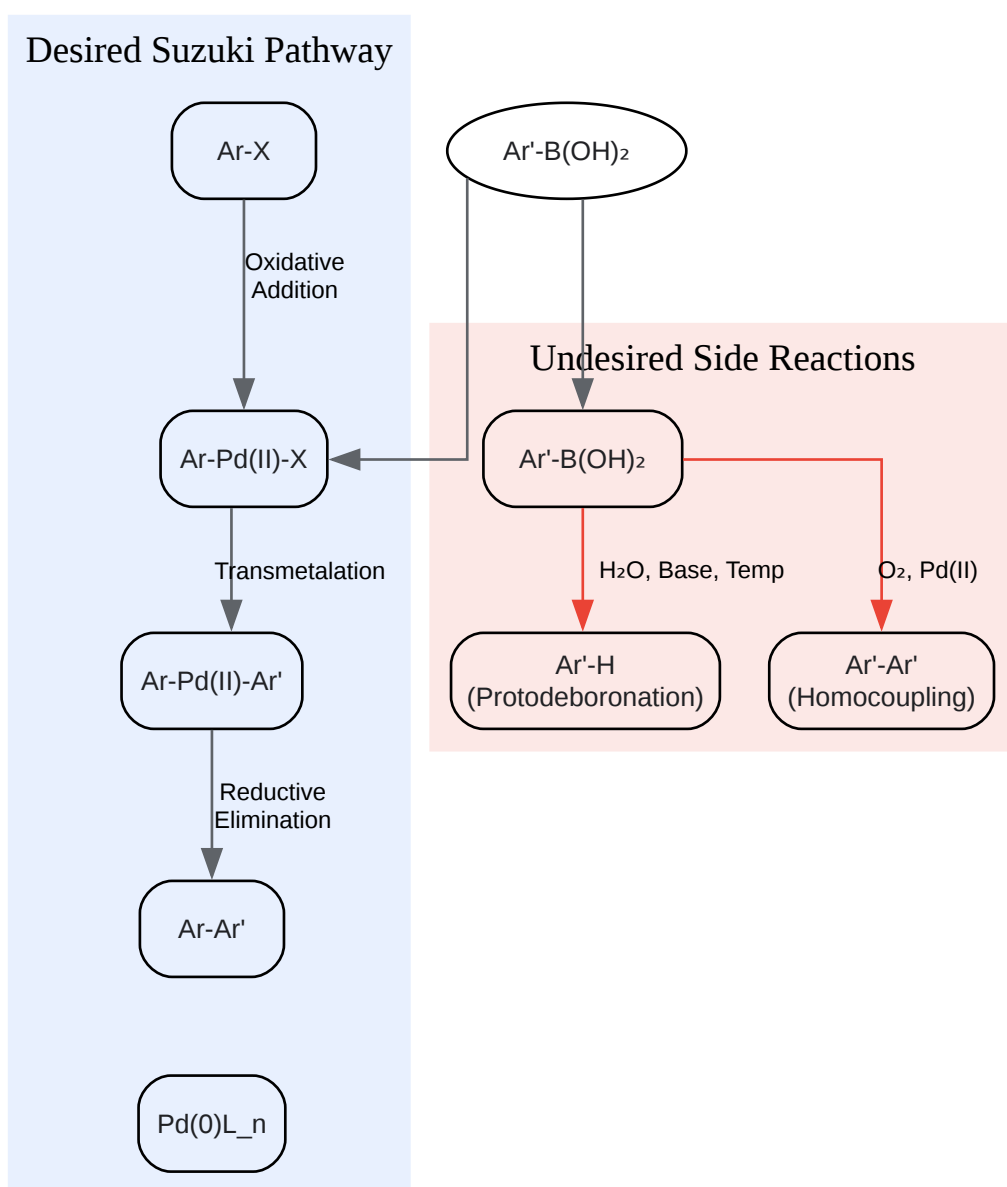 Desired Suzuki Pathway
Ar-X
Ar'-B(OH)₂
Oxidative
Addition
Undesired Side Reactions
Ar-Pd(II)-X
Ar'-B(OH)₂
Transmetalation
H₂O, Base, Temp
O₂, Pd(II)
Ar-Pd(II)-Ar'
Ar'-H
(Protodeboronation)
Ar'-Ar'
(Homocoupling)
Reductive
Elimination
Ar-Ar'
Pd(0)L_n